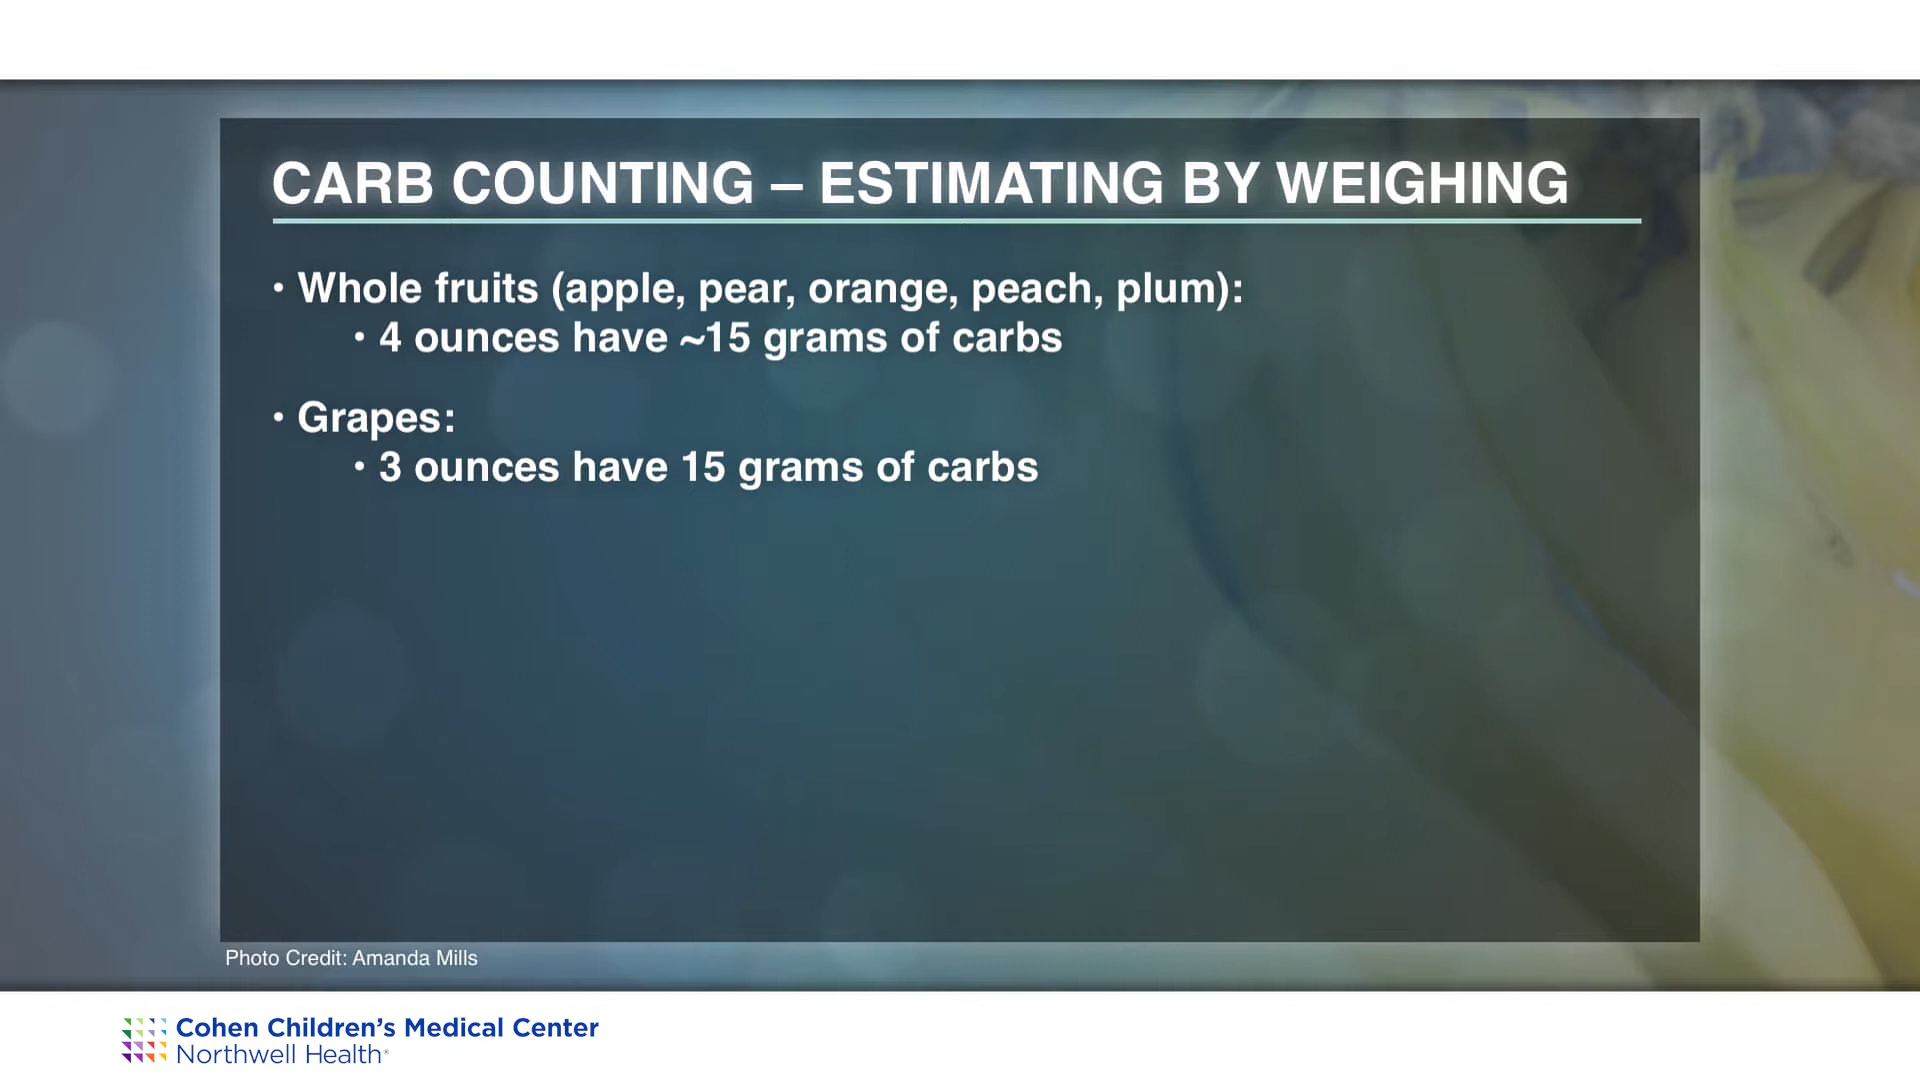 CARB COUNTING – ESTIMATING BY WEIGHING
• Whole fruits (apple, pear, orange, peach, plum):
• 4 ounces have ~15 grams of carbs
• Grapes:
• 3 ounces have 15 grams of carbs
Photo Credit: Amanda Mills
Cohen Children's Medical Center
Northwell Health®